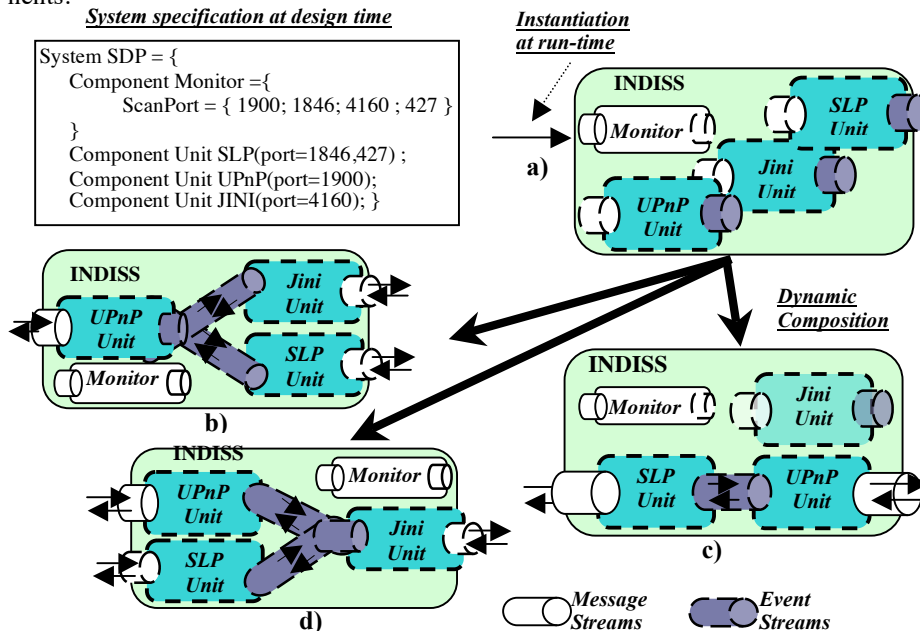 nents.
System specification at design time
System SDP = {
Component Monitor ={
ScanPort = { 1900; 1846; 4160 ; 427 }
}
Component Unit SLP(port=1846,427) ;
Component Unit UPnP(port=1900);
Component Unit JINI(port=4160); }
Instantiation
at run-time
INDISS
Monitor
SLP
Unit
Jini
Unit
UPnP
Unit
a)
INDISS
UPnP
Unit
Jini
Unit
SLP
Unit
Monitor
b)
Dynamic
Composition
INDISS
Monitor
Jini
Unit
SLP
Unit
UPnP
Unit
c)
INDISS
UPnP
Unit
SLP
Unit
Monitor
Jini
Unit
d)
Message
Streams
Event
Streams